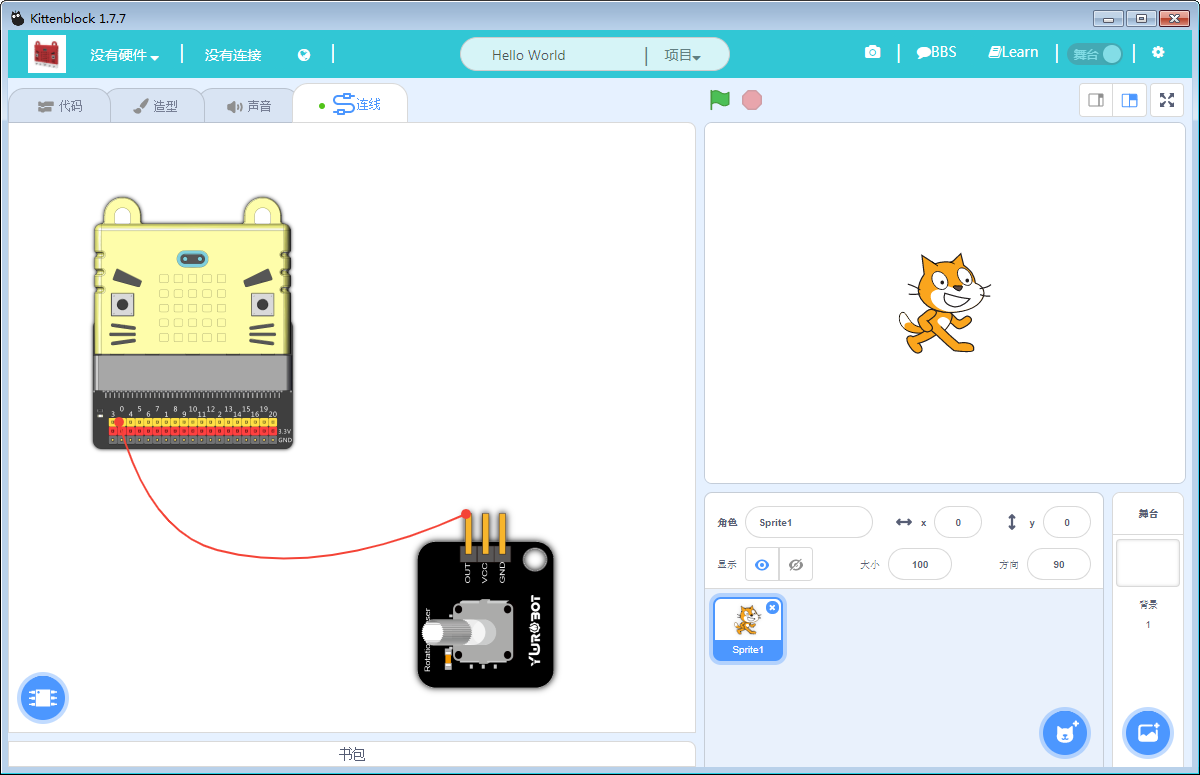 Kittenblock 1.7.7
没有硬件
没有连接
Hello World
项目
BBS
Learn
舞台
代码
造型
声音
连线
0 5 7 8 10 12 13 15 19
3 4 6 1 9 11 2 14 16 20
3.3V
GND
OUT
VCC
GND
YWROBOT
角色
Sprite1
x
0
y
0
显示
大小
100
方向
90
Sprite1
舞台
背景
1
书包